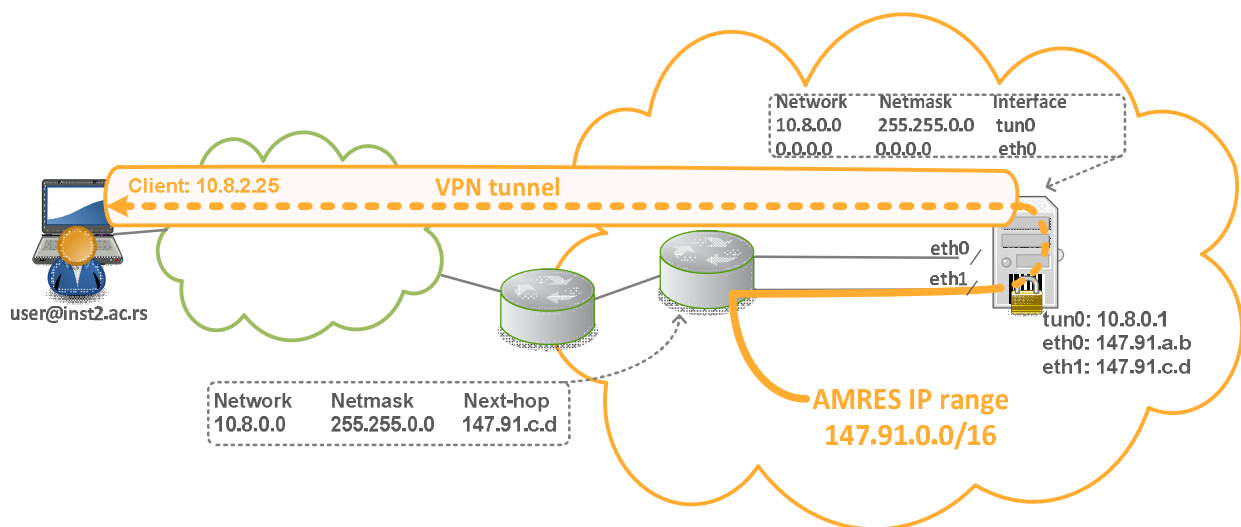 Network Netmask Interface
10.8.0.0 255.255.0.0 tun0
0.0.0.0 0.0.0.0 eth0
Client: 10.8.2.25
VPN tunnel
eth0
eth1
user@inst2.ac.rs
tun0: 10.8.0.1
eth0: 147.91.a.b
eth1: 147.91.c.d
Network Netmask Next-hop
10.8.0.0 255.255.0.0 147.91.c.d
AMRES IP range
147.91.0.0/16